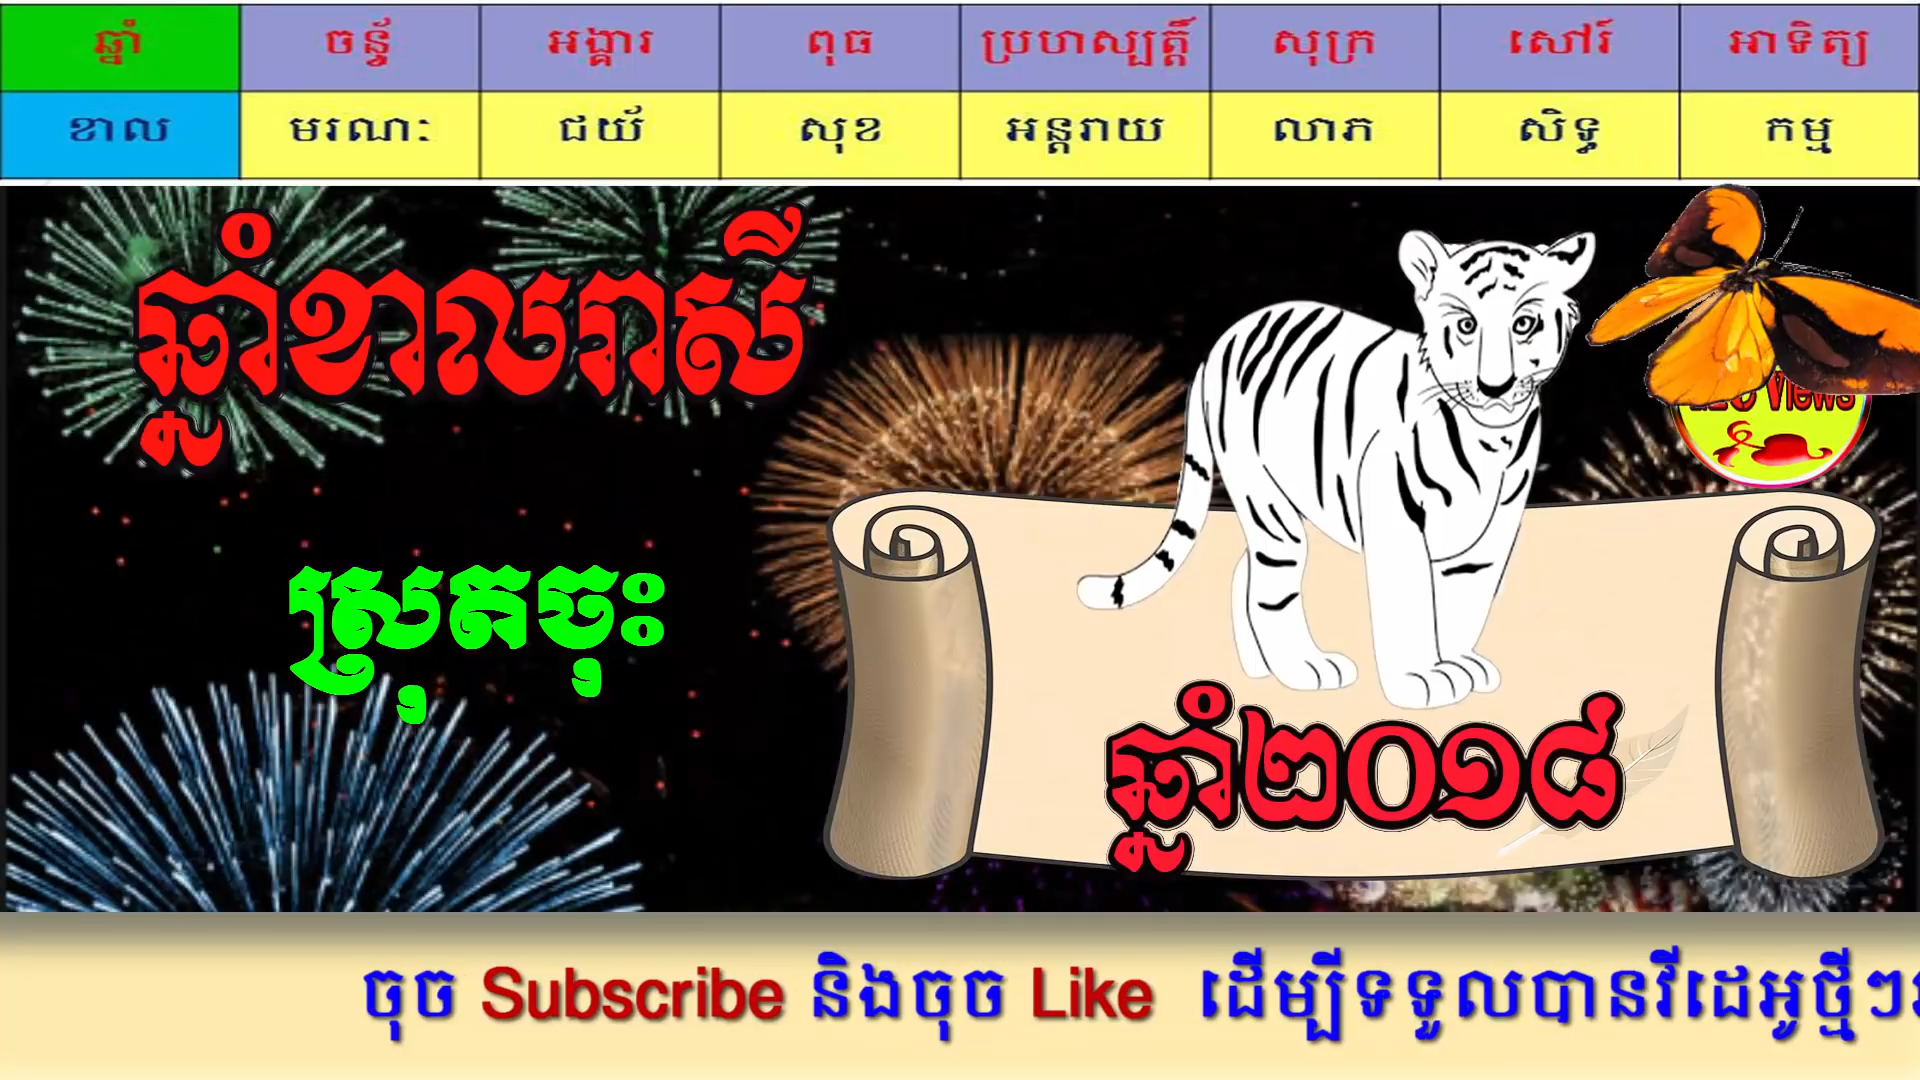 ឆ្នាំ ចន្ទ័ អង្គារ ពុធ ប្រហស្បត្តិ៍ សុក្រ សៅរ៍ អាទិត្យ
ខាល មរណៈ ជយ័ សុខ អន្តរាយ លាភ សិទ្ធ កម្ម
ឆ្នាំខាលរាសី
Views
ស្រុតចុះ
ឆ្នាំ២០១៨
ចុច Subscribe និងចុច Like ដើម្បីទទួលបានវីដេអូថ្មីៗ